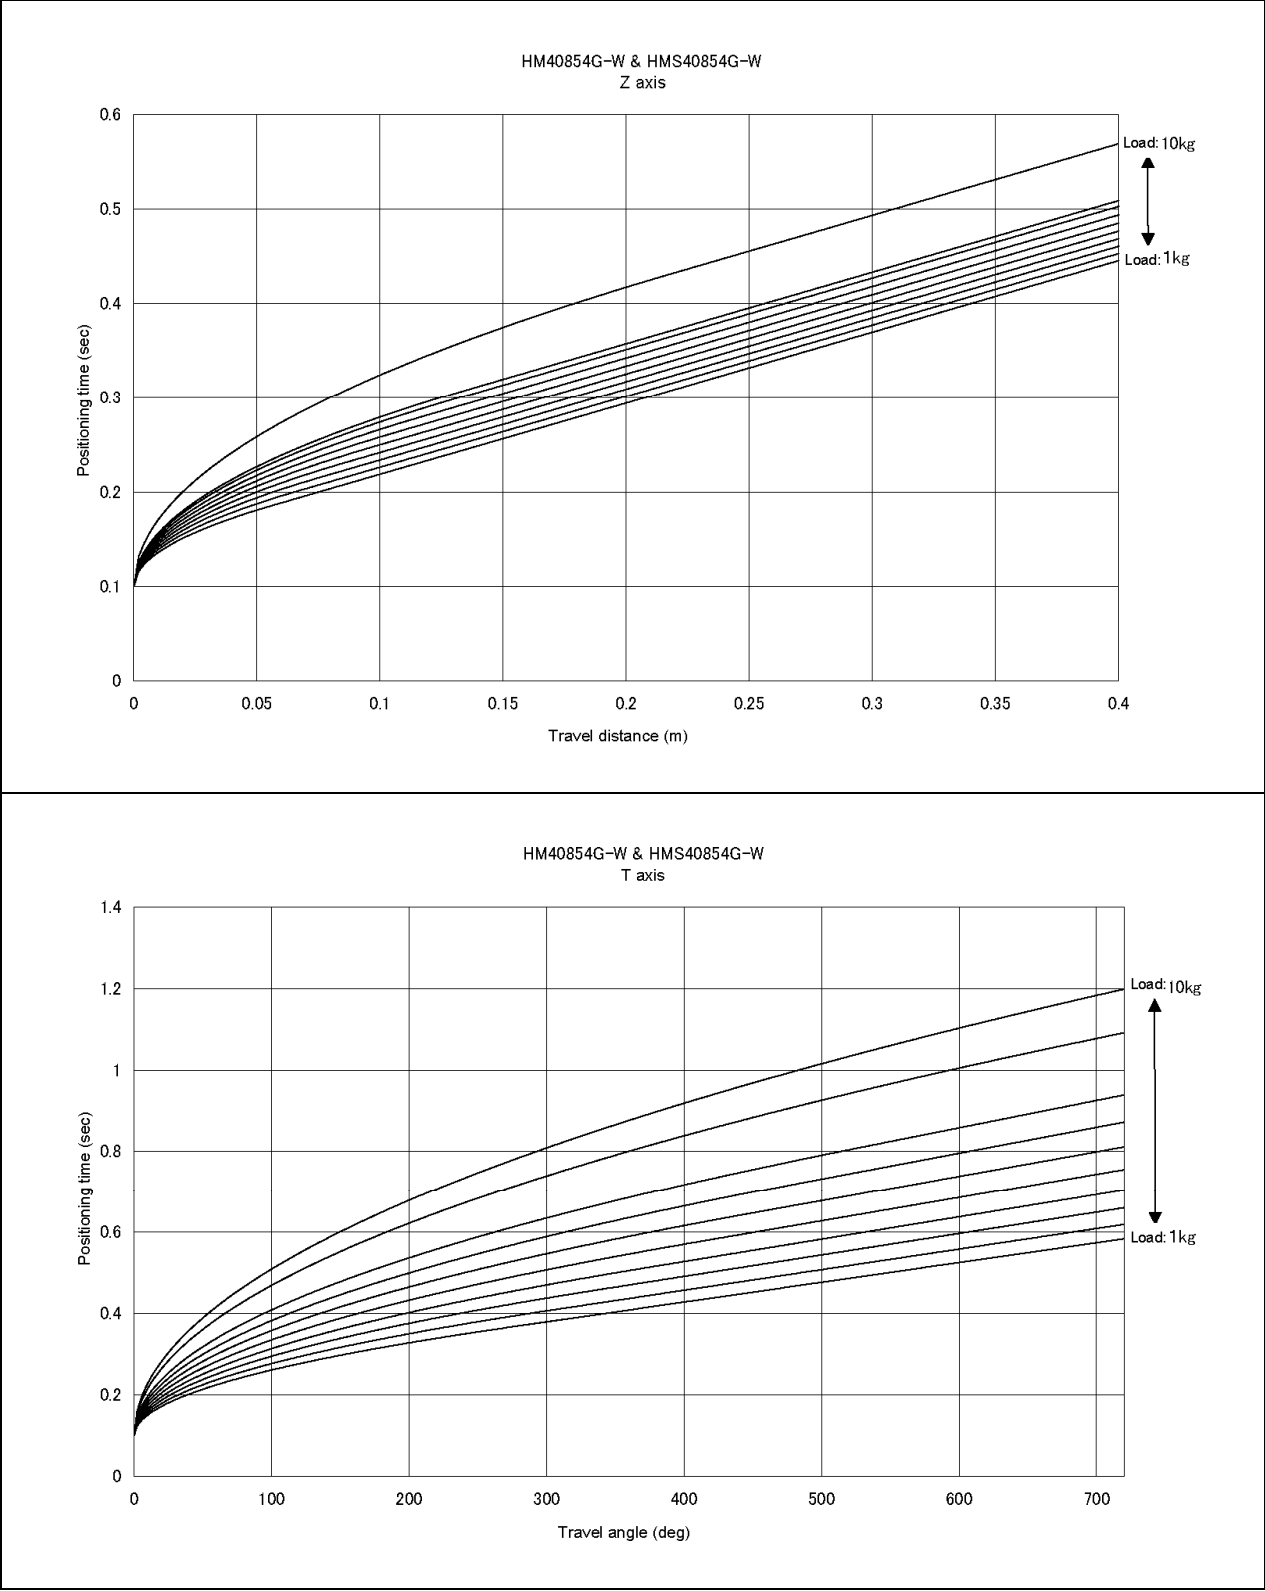 HM40854G-W & HMS40854G-W
Z axis
0.6
0.5
0.4
0.3
0.2
0.1
0
Positioning time (sec)
0 0.05 0.1 0.15 0.2 0.25 0.3 0.35 0.4
Travel distance (m)
Load: 10kg
Load: 1kg
HM40854G-W & HMS40854G-W
T axis
1.4
1.2
1
0.8
0.6
0.4
0.2
0
Positioning time (sec)
0 100 200 300 400 500 600 700
Travel angle (deg)
Load: 10kg
Load: 1kg